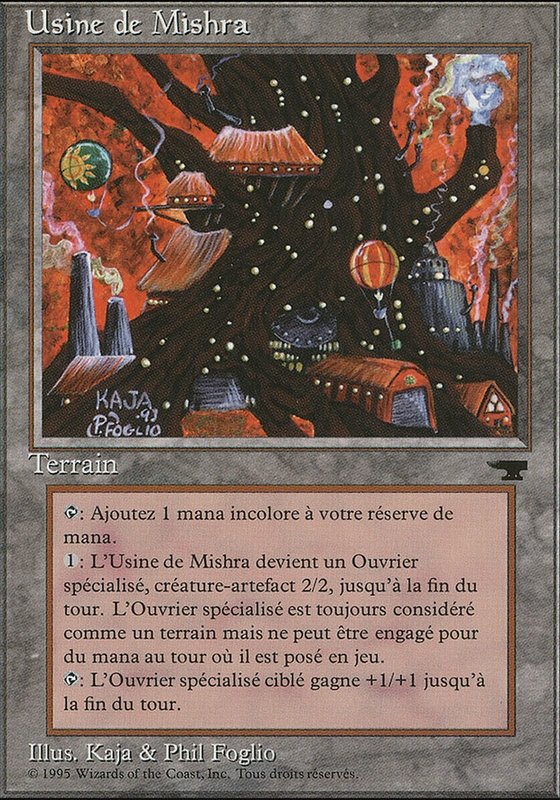 Usine de Mishra
KAJA
.93
P. FOGLIO
Terrain
: Ajoutez 1 mana incolore à votre réserve de
mana.
1: L'Usine de Mishra devient un Ouvrier
spécialisé, créature-artefact 2/2, jusqu'à la fin du
tour. L'Ouvrier spécialisé est toujours considéré
comme un terrain mais ne peut être engagé pour
du mana au tour où il est posé en jeu.
: L'Ouvrier spécialisé ciblé gagne +1/+1 jusqu'à
la fin du tour.
Illus. Kaja & Phil Foglio
© 1995 Wizards of the Coast, Inc. Tous droits réservés.